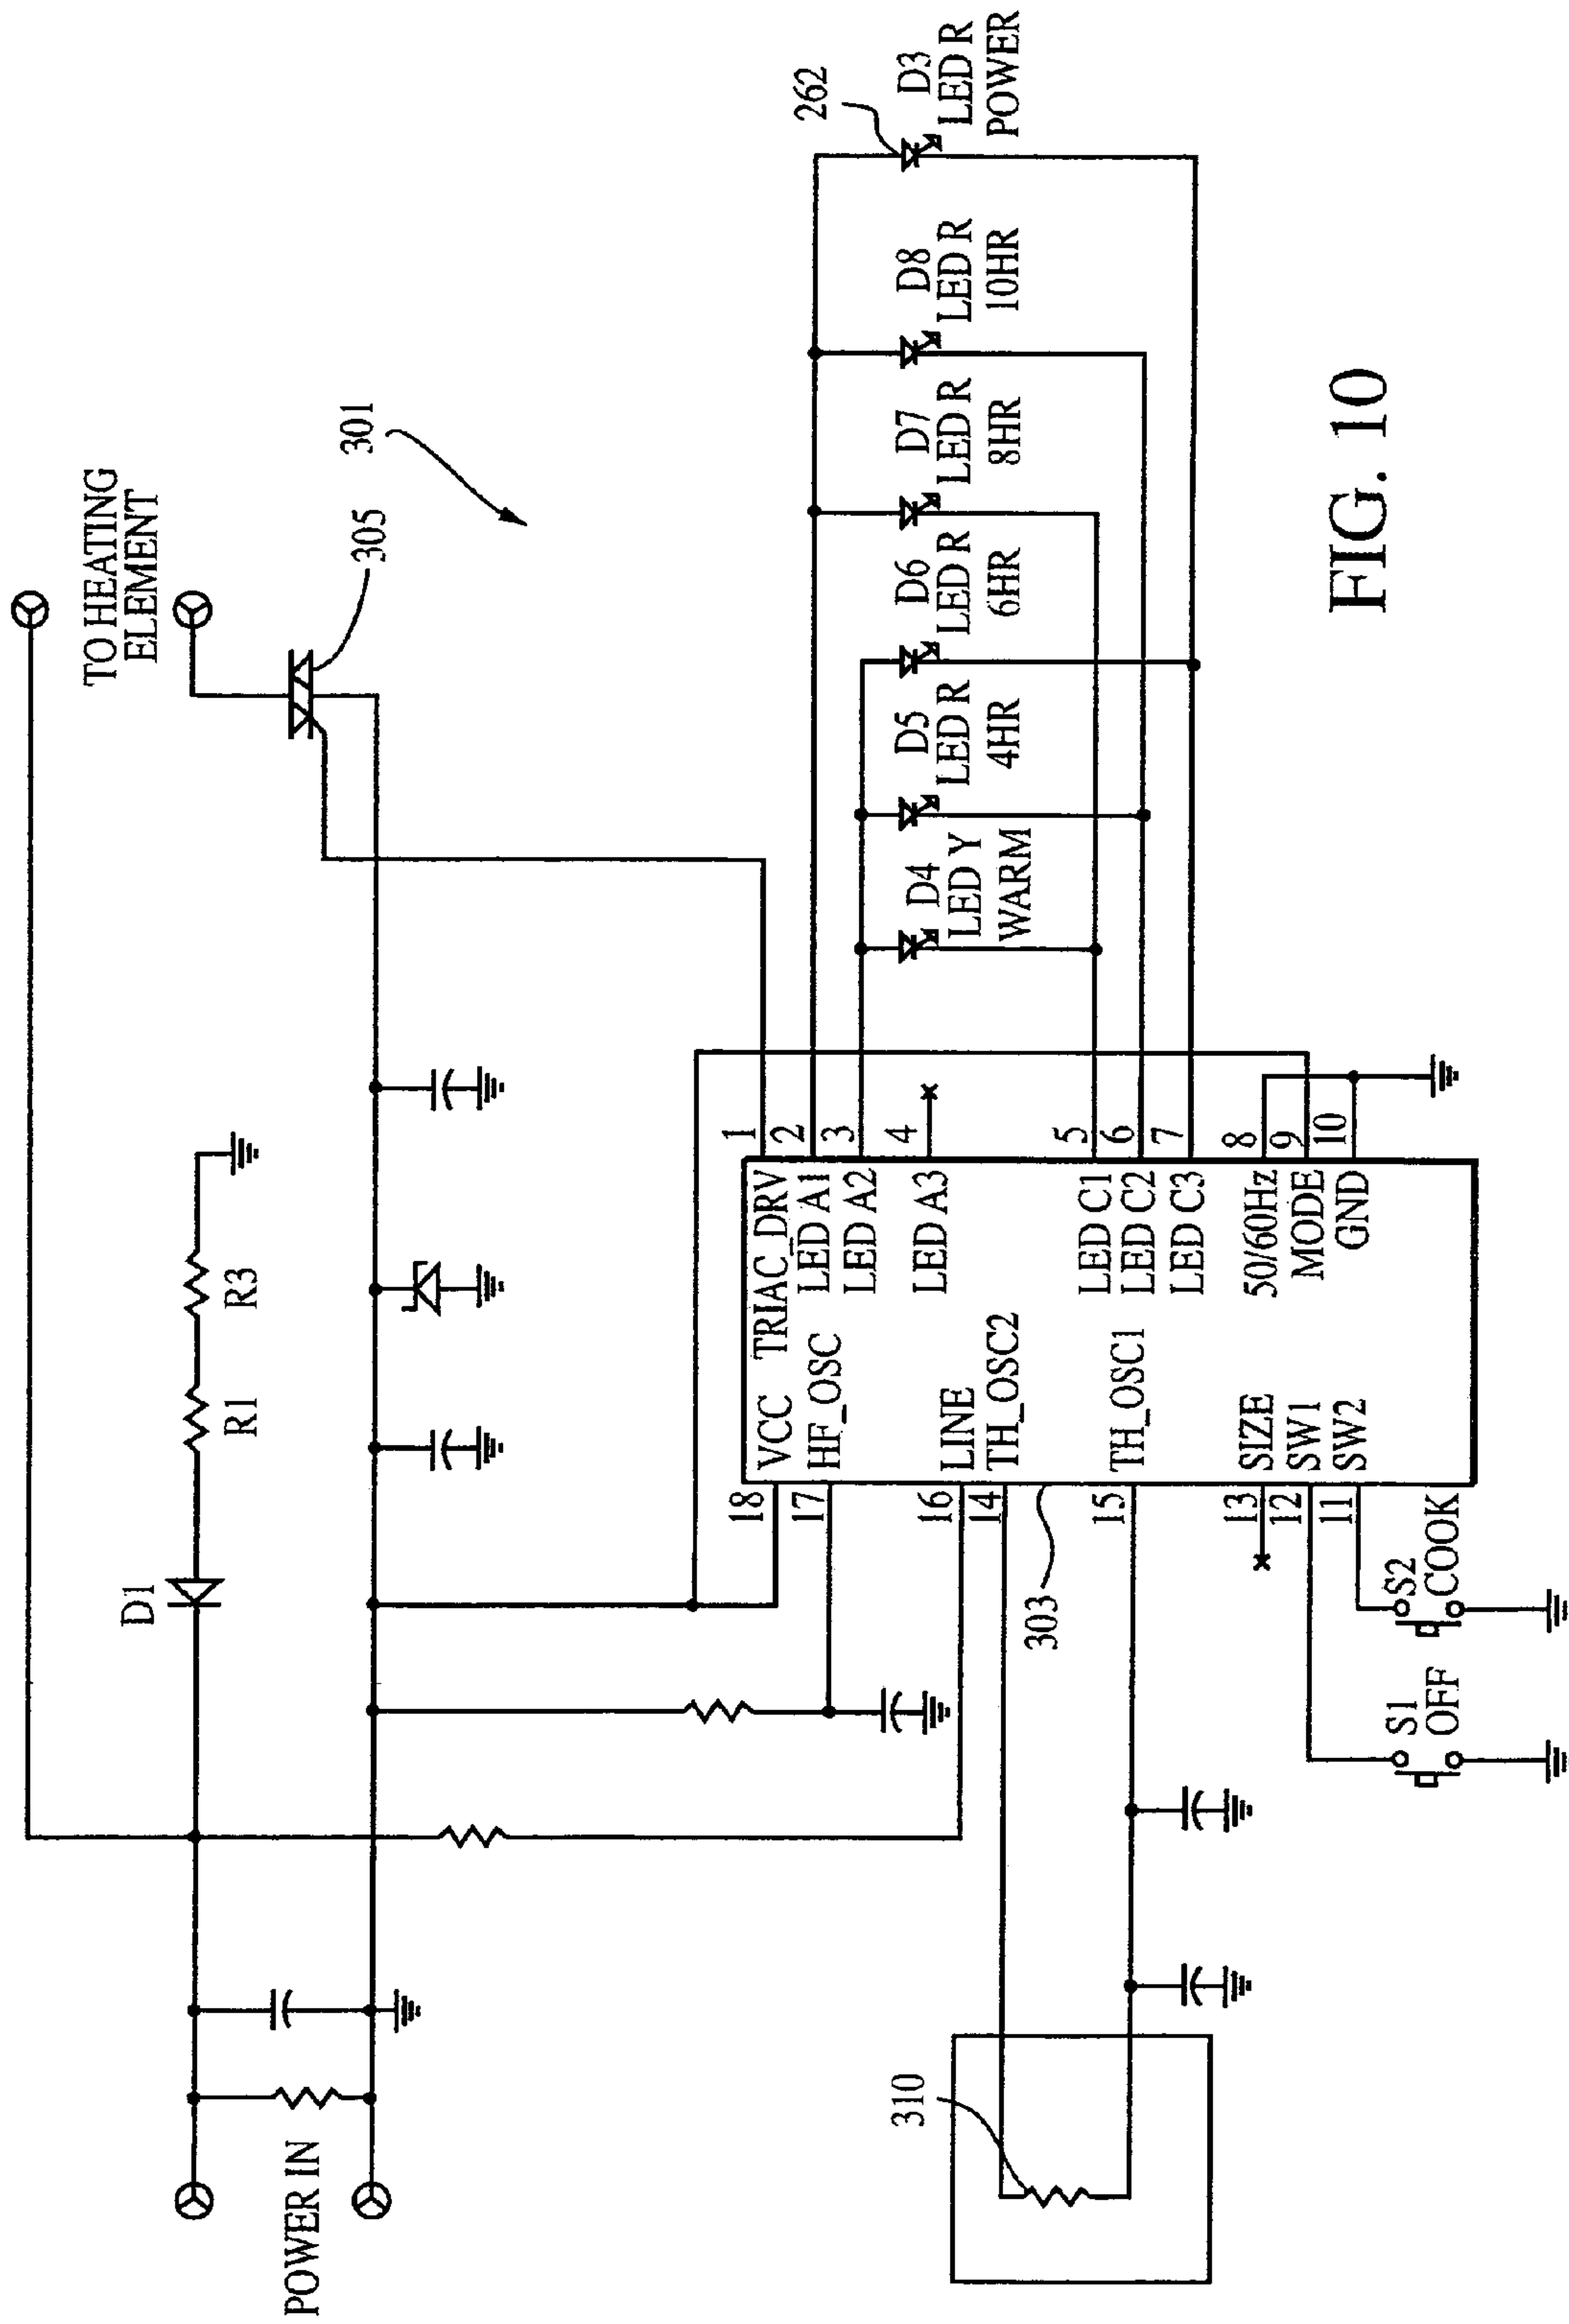 TO HEATING
ELEMENT
305
301
D1
R1
R3
POWER IN
262
D3
LED R
POWER
D8
LED R
10HR
D7
LED R
8HR
D6
LED R
6HR
D5
LED R
4HR
D4
LED Y
WARM
18
VCC
TRIAC_DRV
1
17
HF_OSC
LED A1
2
LED A2
3
LED A3
4
16
LINE
14
TH_OSC2
15
TH_OSC1
LED C1
5
LED C2
6
LED C3
7
13
SIZE
50/60Hz
8
12
SW1
MODE
9
11
SW2
GND
10
303
310
S1
OFF
S2
COOK
FIG. 10